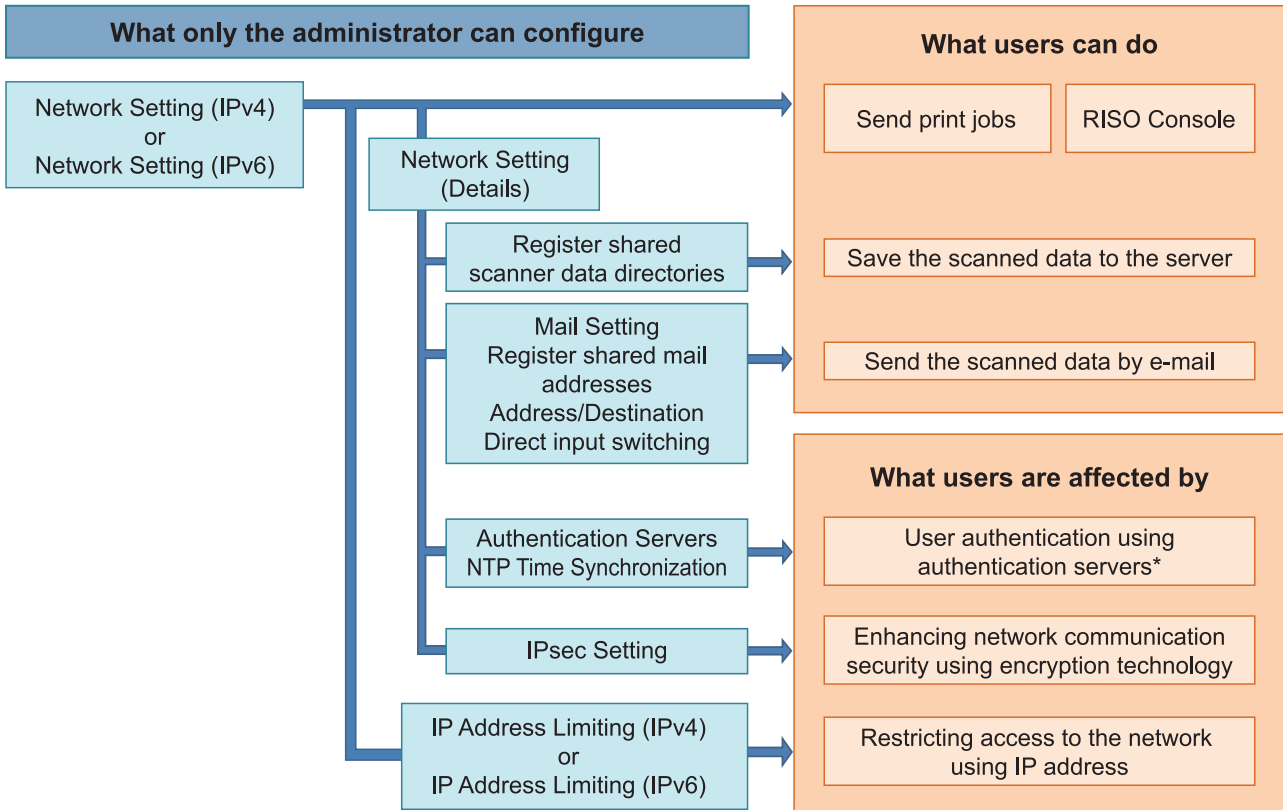 What only the administrator can configure
Network Setting (IPv4)
or
Network Setting (IPv6)
Network Setting
(Details)
Register shared
scanner data directories
Mail Setting
Register shared mail
addresses
Address/Destination
Direct input switching
Authentication Servers
NTP Time Synchronization
IPsec Setting
IP Address Limiting (IPv4)
or
IP Address Limiting (IPv6)
What users can do
Send print jobs
RISO Console
Save the scanned data to the server
Send the scanned data by e-mail
What users are affected by
User authentication using
authentication servers*
Enhancing network communication
security using encryption technology
Restricting access to the network
using IP address